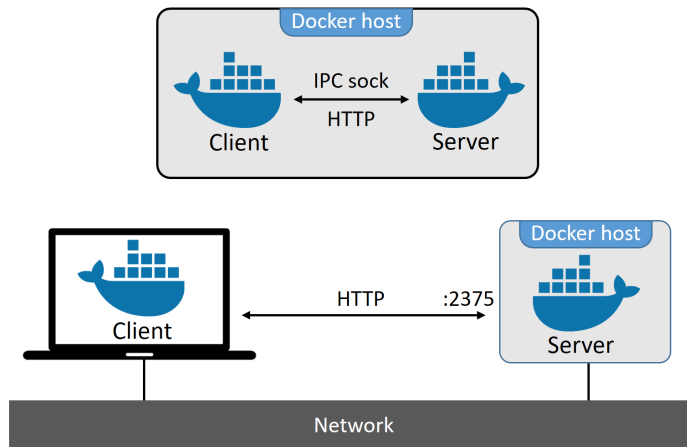 Docker host
IPC sock
HTTP
Client
Server
Docker host
HTTP :2375
Client
Server
Network